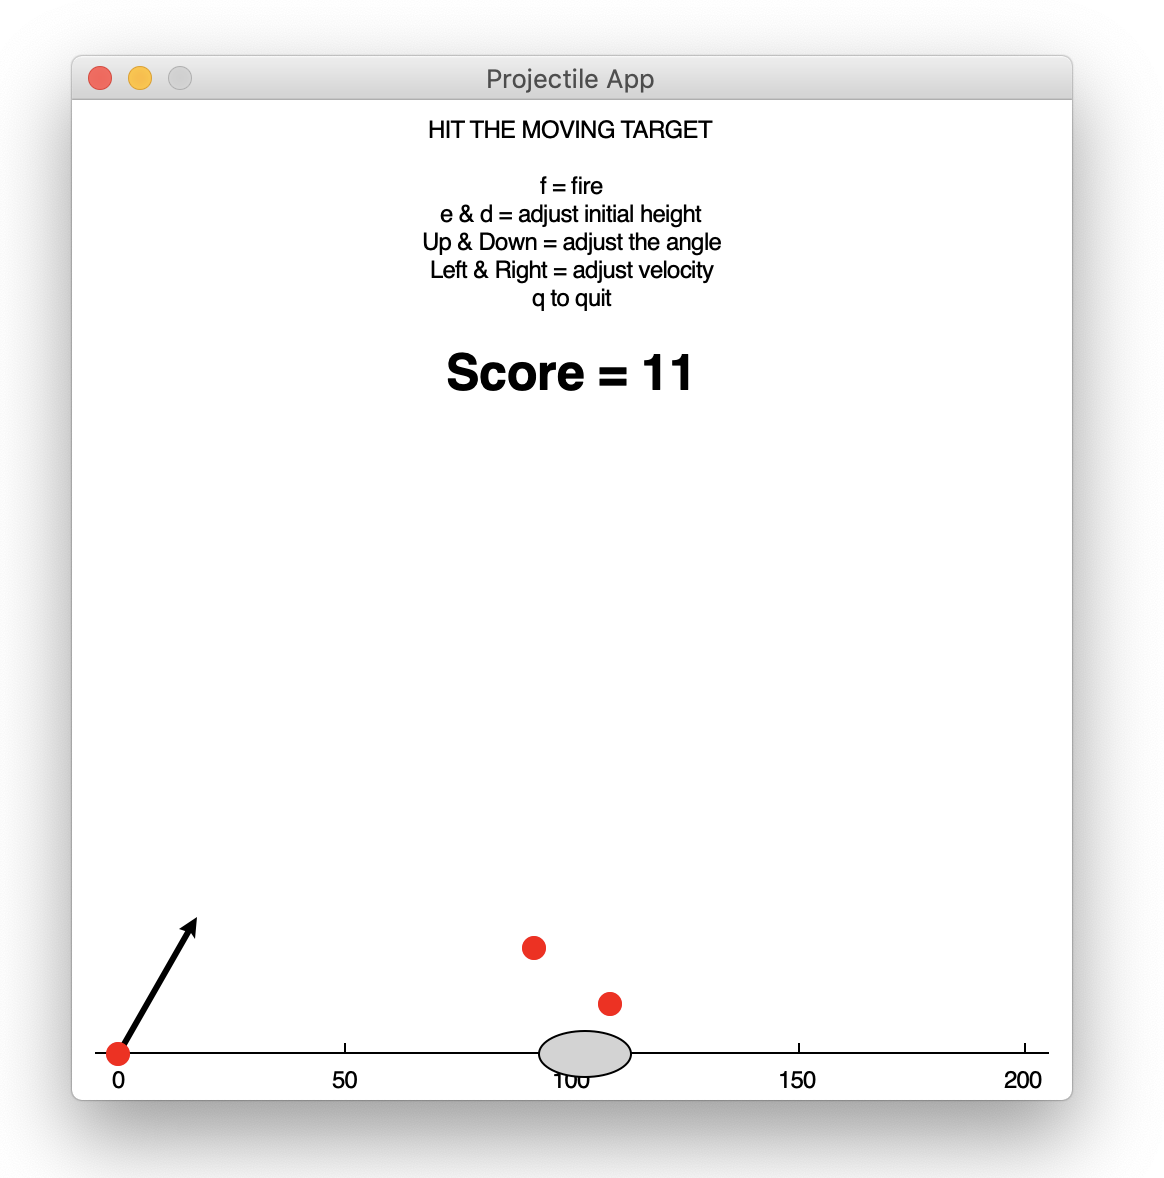 Projectile App
HIT THE MOVING TARGET
f = fire
e & d = adjust initial height
Up & Down = adjust the angle
Left & Right = adjust velocity
q to quit
Score = 11
0 50 100 150 200